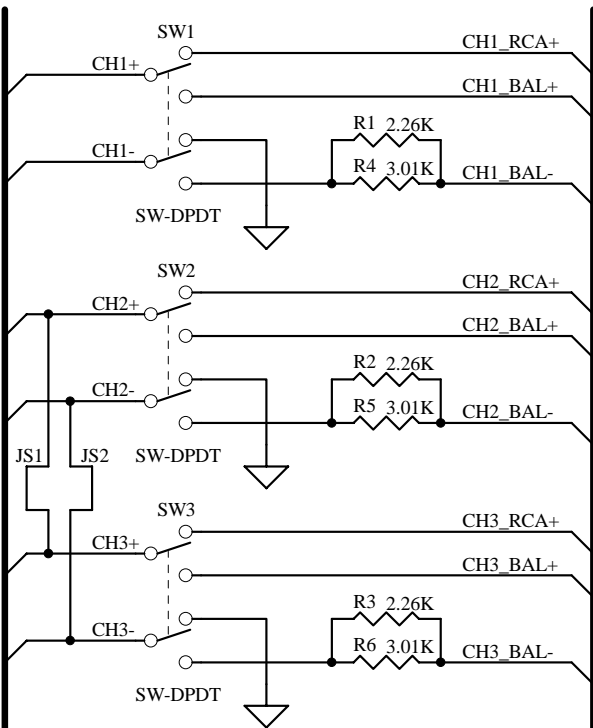 SW1
CH1_RCA+
CH1+
CH1_BAL+
R1 2.26K
CH1-
R4 3.01K
CH1_BAL-
SW-DPDT
SW2
CH2_RCA+
CH2+
CH2_BAL+
R2 2.26K
CH2-
R5 3.01K
CH2_BAL-
JS1
JS2
SW-DPDT
SW3
CH3_RCA+
CH3+
CH3_BAL+
R3 2.26K
CH3-
R6 3.01K
CH3_BAL-
SW-DPDT